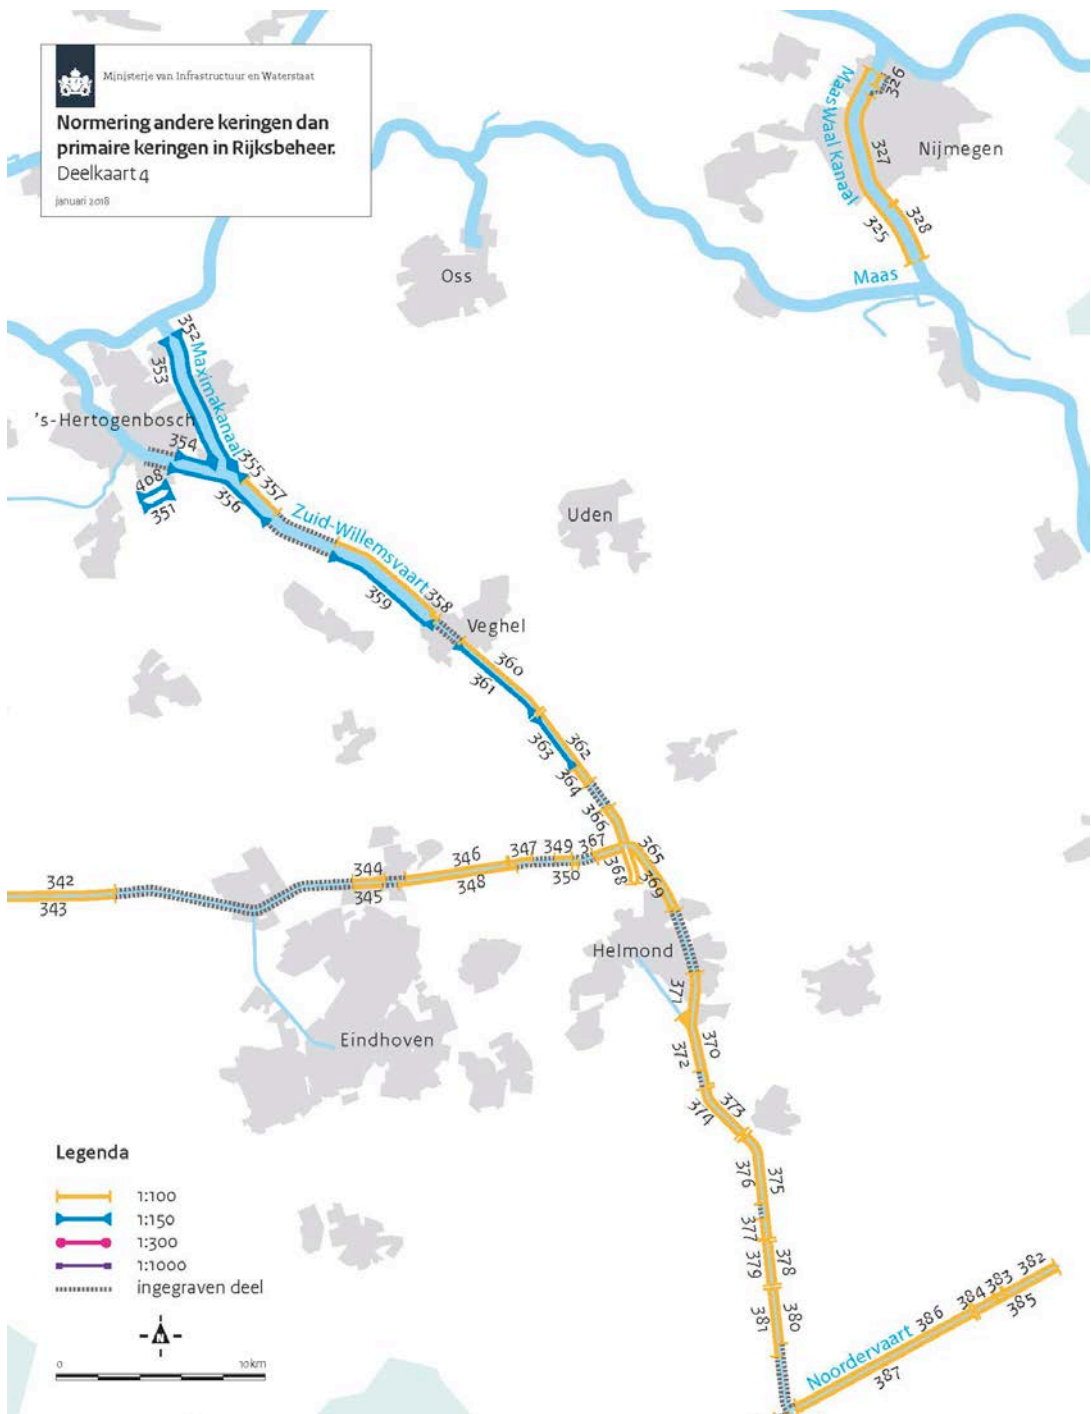 Ministerie van Infrastructuur en Waterstaat
Normering andere keringen dan
primaire keringen in Rijksbeheer.
Deelkaart 4
januari 2018
326
Maas Waal Kanaal
327
Nijmegen
328
325
Oss
Maas
352
Maximakanaal
353
's-Hertogenbosch
354
355
357
408
351
356
Zuid-Willemsvaart
Uden
358
359
Veghel
360
361
362
363
364
366
365
367
349
347
346
344
350
368
369
348
345
342
343
Helmond
371
370
Eindhoven
372
373
374
375
376
377
378
379
380
381
382
383
384
385
386
Noordervaart
387
Legenda
1:100
1:150
1:300
1:1000
ingegraven deel
N
0 10km